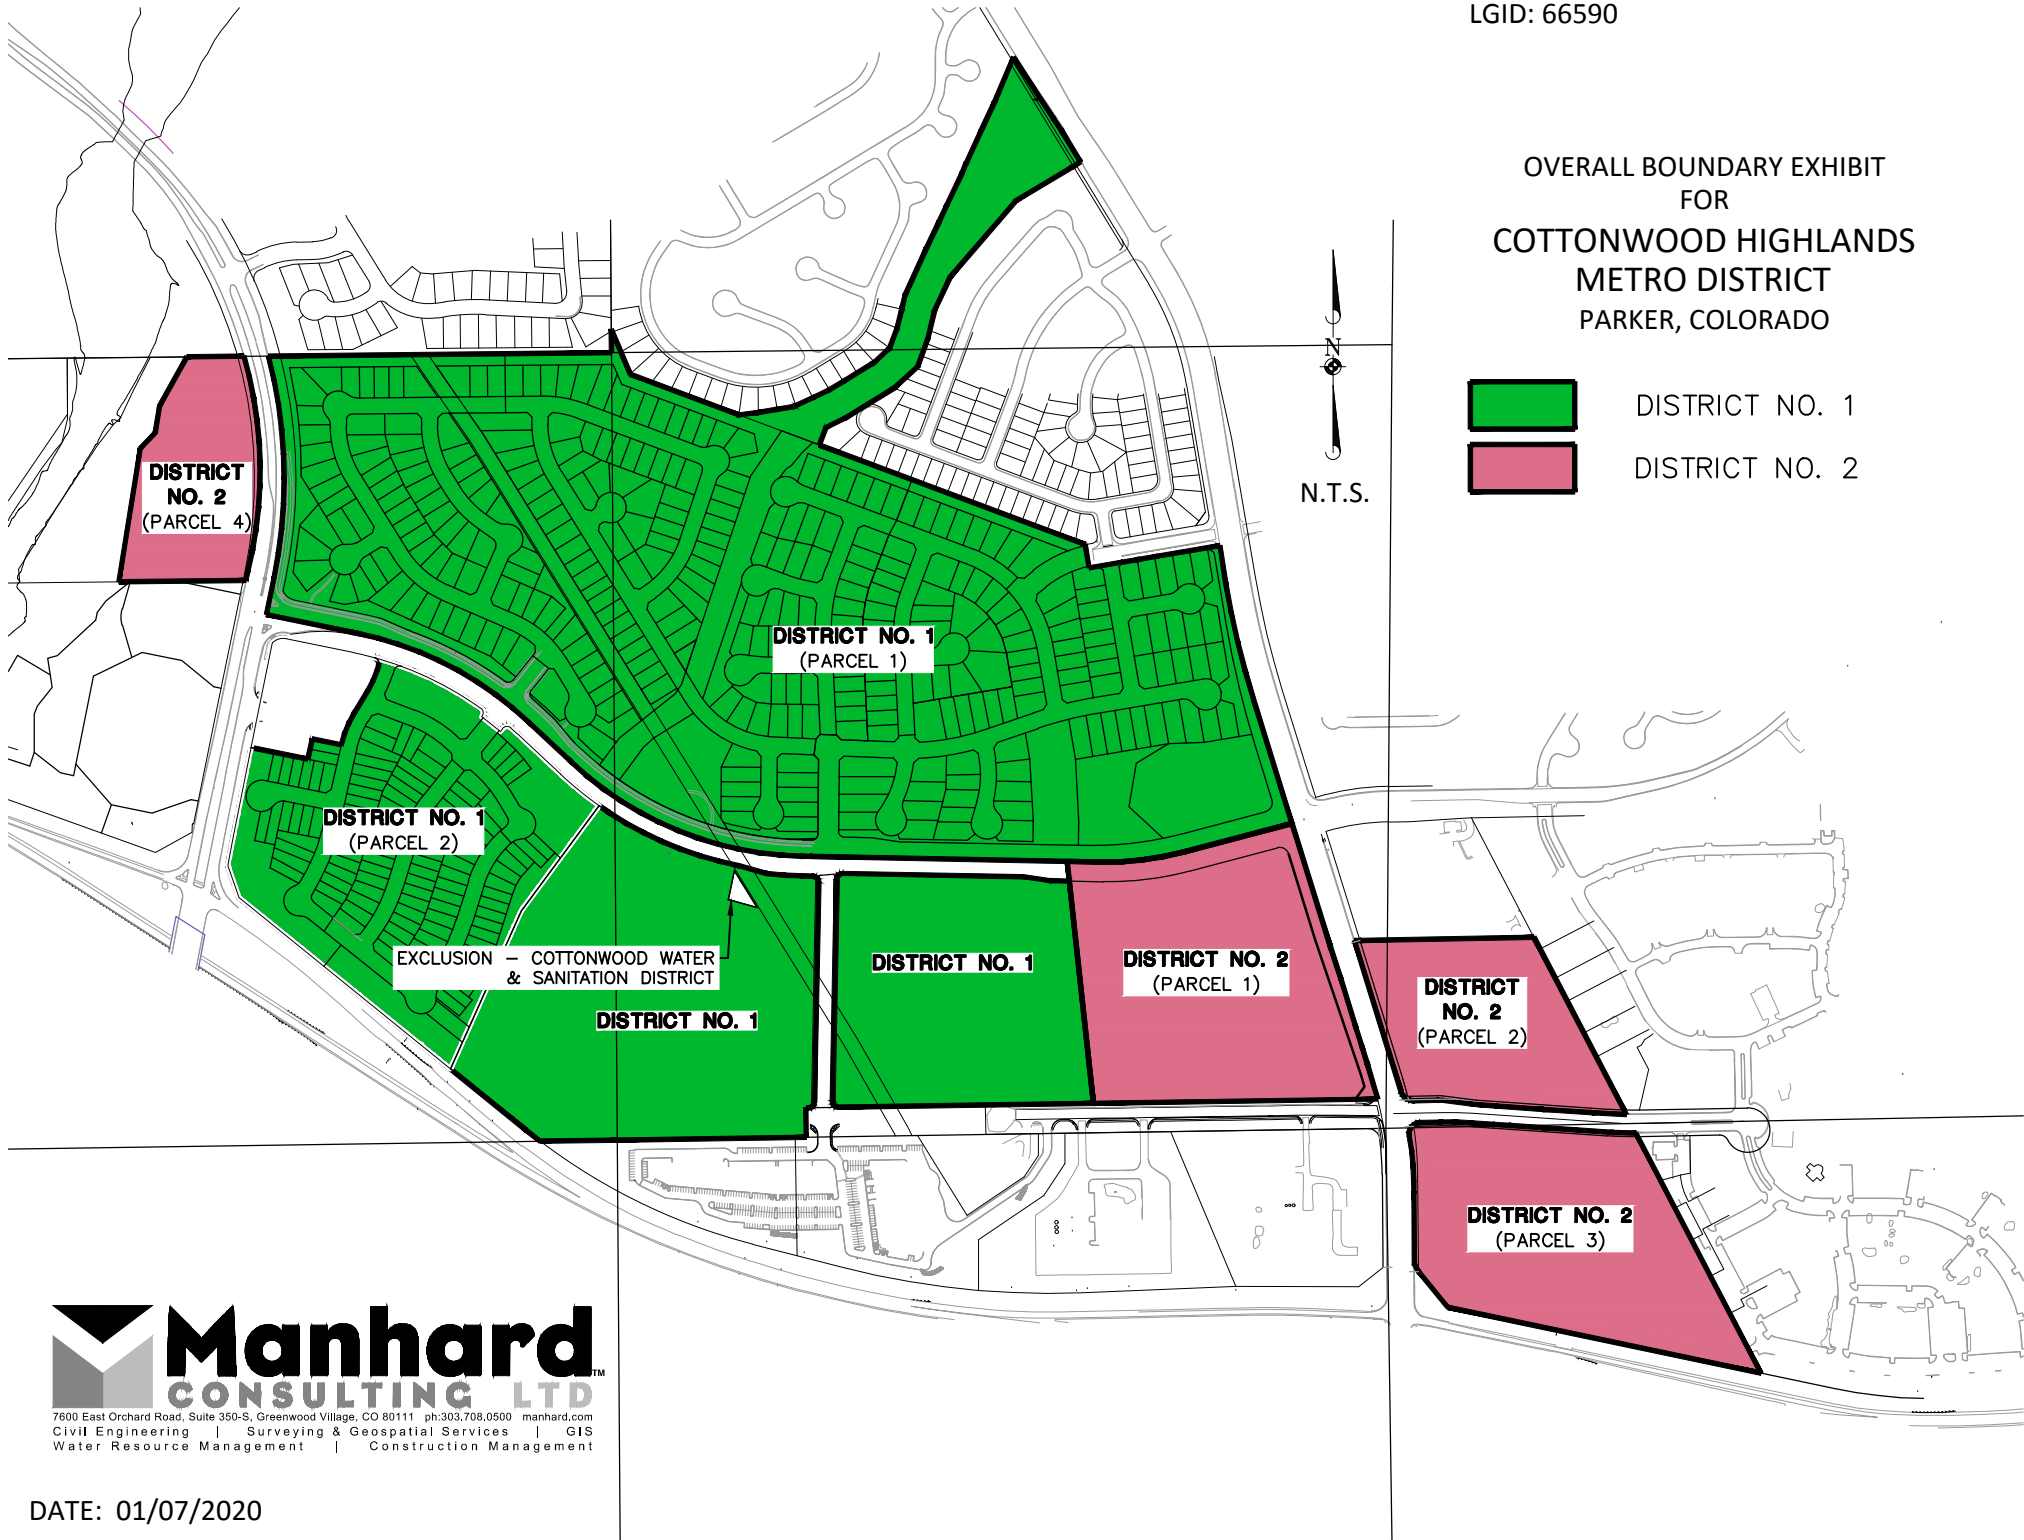 LGID: 66590
OVERALL BOUNDARY EXHIBIT
FOR
COTTONWOOD HIGHLANDS
METRO DISTRICT
PARKER, COLORADO
N
N.T.S.
DISTRICT NO. 1
DISTRICT NO. 2
DISTRICT
NO. 2
(PARCEL 4)
DISTRICT NO. 1
(PARCEL 1)
DISTRICT NO. 1
(PARCEL 2)
EXCLUSION – COTTONWOOD WATER
& SANITATION DISTRICT
DISTRICT NO. 1
DISTRICT NO. 1
DISTRICT NO. 2
(PARCEL 1)
DISTRICT
NO. 2
(PARCEL 2)
DISTRICT NO. 2
(PARCEL 3)
Manhard™
CONSULTING LTD
7600 East Orchard Road, Suite 350-S, Greenwood Village, CO 80111 ph:303.708.0500 manhard.com
Civil Engineering | Surveying & Geospatial Services | GIS
Water Resource Management | Construction Management
DATE: 01/07/2020